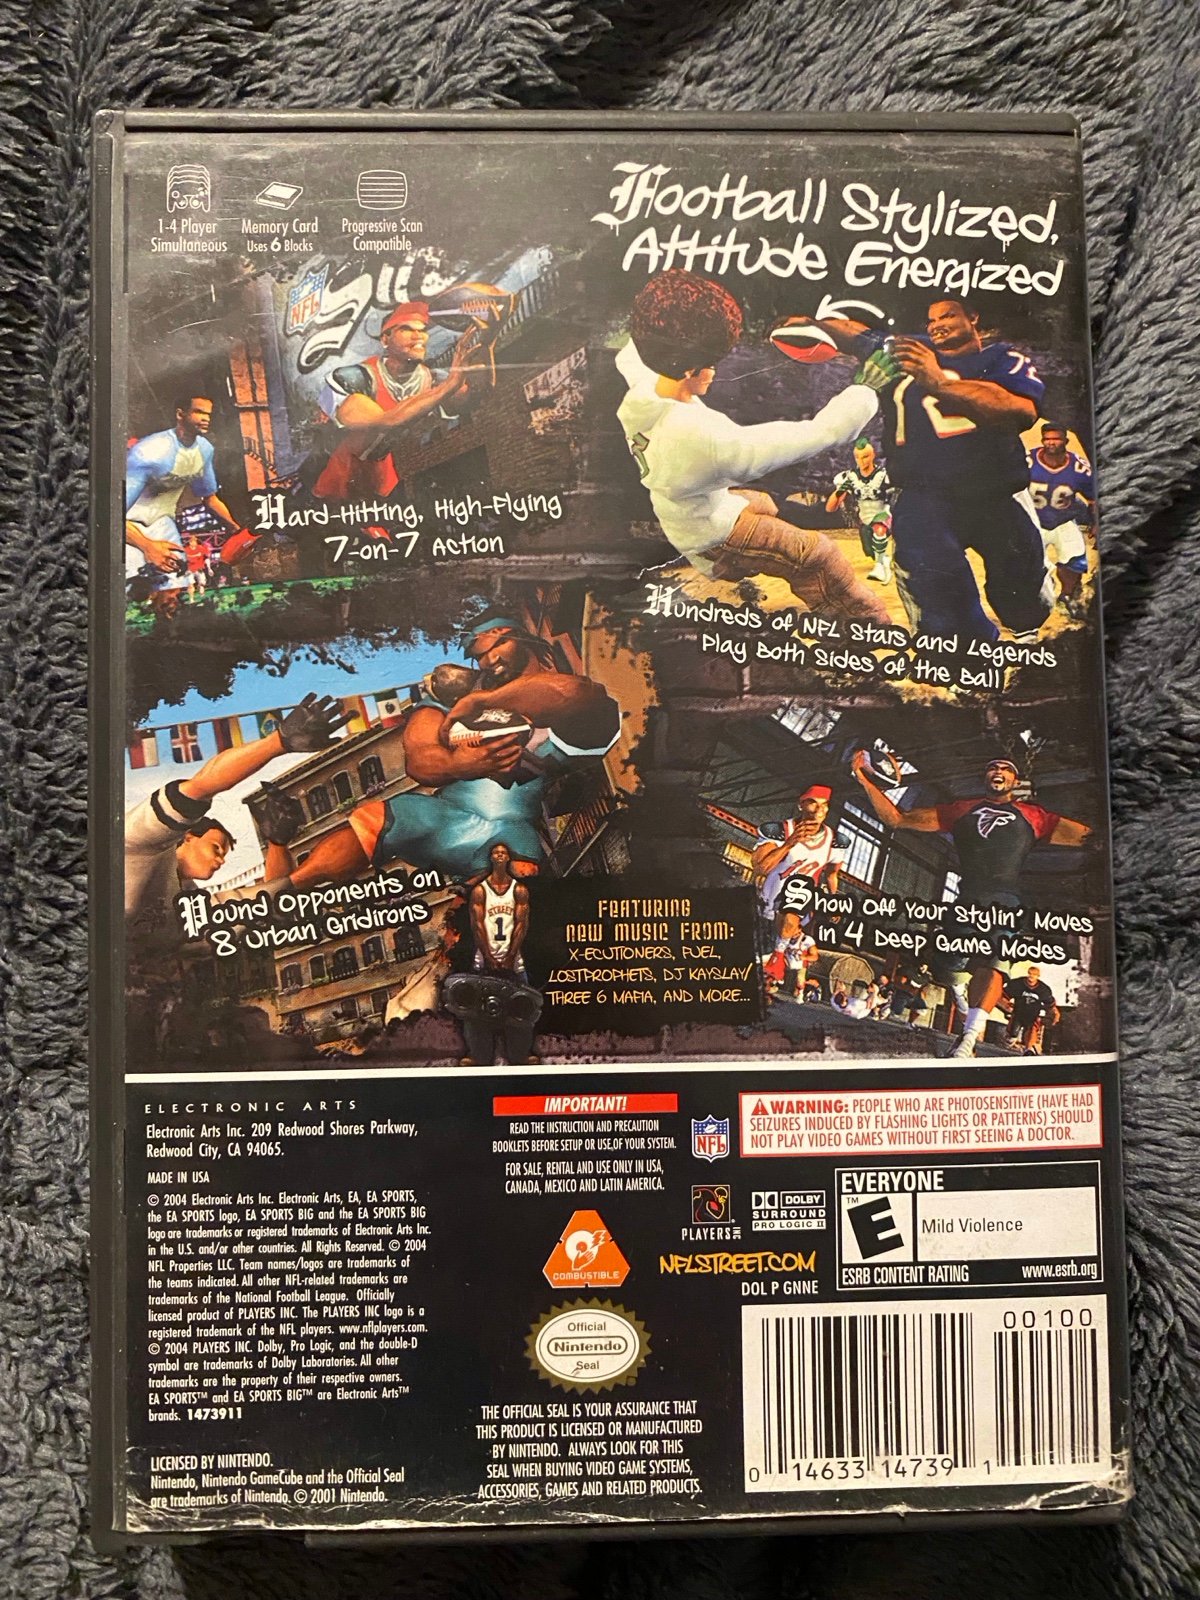 1-4 Player
Simultaneous
Memory Card
Uses 6 Blocks
Progressive Scan
Compatible
Football Stylized,
Attitude Energized
NFL
72
72
56
Hard-Hitting, High-Flying
7-on-7 Action
Hundreds of NFL Stars and Legends
Play Both Sides of the Ball
Pound Opponents on
8 Urban Gridirons
STREET
1
FEATURING
NEW MUSIC FROM:
X-ECUTIONERS, FUEL,
LOSTPROPHETS, DJ KAYSLAY/
THREE 6 MAFIA, AND MORE...
Show Off Your Stylin' Moves
in 4 Deep Game Modes
ELECTRONIC ARTS
Electronic Arts Inc. 209 Redwood Shores Parkway,
Redwood City, CA 94065.
MADE IN USA
© 2004 Electronic Arts Inc. Electronic Arts, EA, EA SPORTS,
the EA SPORTS logo, EA SPORTS BIG and the EA SPORTS BIG
logo are trademarks or registered trademarks of Electronic Arts Inc.
in the U.S. and/or other countries. All Rights Reserved. © 2004
NFL Properties LLC. Team names/logos are trademarks of
the teams indicated. All other NFL-related trademarks are
trademarks of the National Football League. Officially
licensed product of PLAYERS INC. The PLAYERS INC logo is a
registered trademark of the NFL players. www.nflplayers.com.
© 2004 PLAYERS INC. Dolby, Pro Logic, and the double-D
symbol are trademarks of Dolby Laboratories. All other
trademarks are the property of their respective owners.
EA SPORTS™ and EA SPORTS BIG™ are Electronic Arts™
brands. 1473911
LICENSED BY NINTENDO.
Nintendo, Nintendo GameCube and the Official Seal
are trademarks of Nintendo. © 2001 Nintendo.
IMPORTANT!
READ THE INSTRUCTION AND PRECAUTION
BOOKLETS BEFORE SETUP OR USE OF YOUR SYSTEM.
FOR SALE, RENTAL AND USE ONLY IN USA,
CANADA, MEXICO AND LATIN AMERICA.
COMBUSTIBLE
Official
Nintendo
Seal
THE OFFICIAL SEAL IS YOUR ASSURANCE THAT
THIS PRODUCT IS LICENSED OR MANUFACTURED
BY NINTENDO. ALWAYS LOOK FOR THIS
SEAL WHEN BUYING VIDEO GAME SYSTEMS,
ACCESSORIES, GAMES AND RELATED PRODUCTS.
NFL
PLAYERS INC
DOLBY
SURROUND
PRO LOGIC II
NFLSTREET.COM
DOL P GNNE
WARNING: PEOPLE WHO ARE PHOTOSENSITIVE (HAVE HAD
SEIZURES INDUCED BY FLASHING LIGHTS OR PATTERNS) SHOULD
NOT PLAY VIDEO GAMES WITHOUT FIRST SEEING A DOCTOR.
EVERYONE
E
TM
Mild Violence
ESRB CONTENT RATING www.esrb.org
00100
0 14633 14739 1